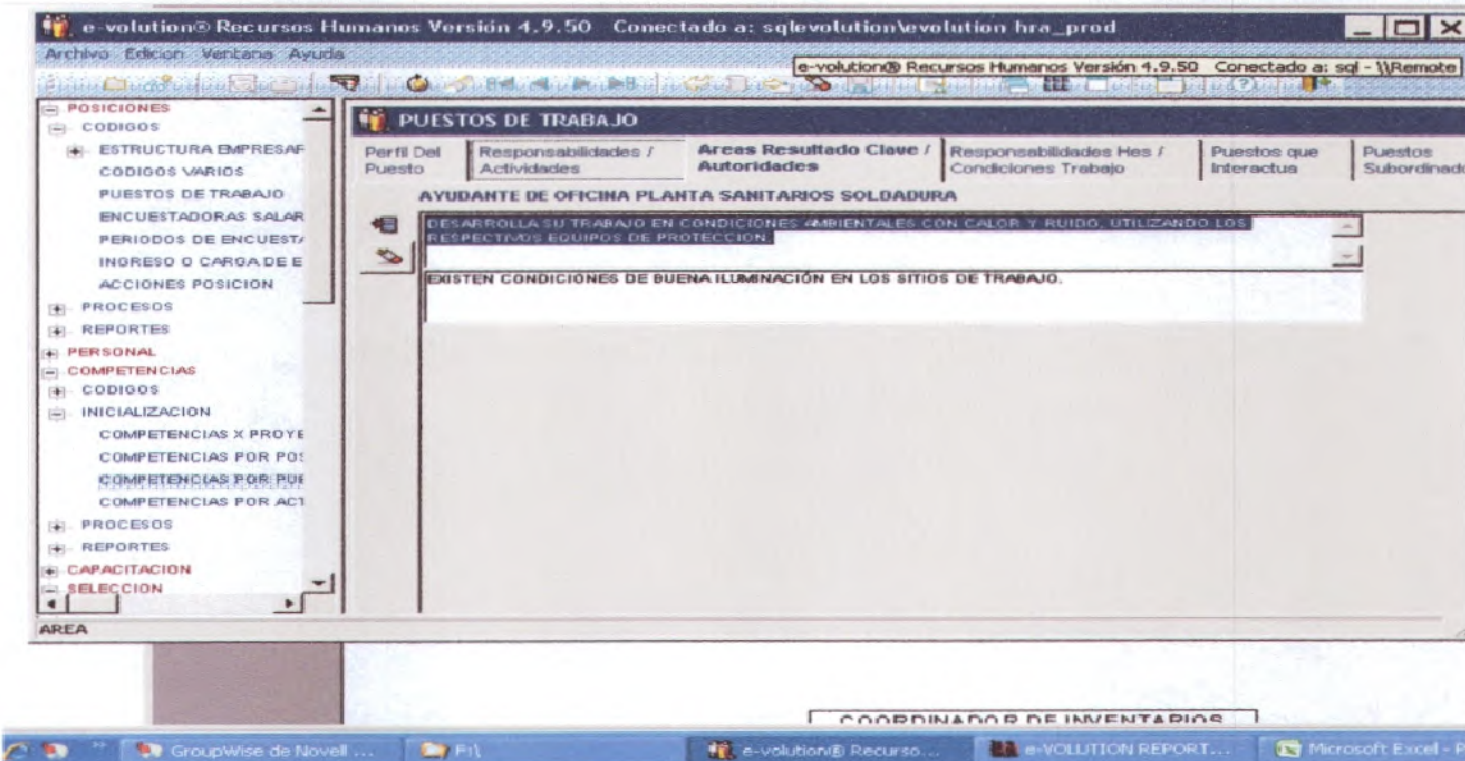 e-volution® Recursos Humanos Versión 4.9.50 Conectado a: sqlevolution\evolution hra_prod
Archivo Edicion Ventana Ayuda
e-volution® Recursos Humanos Versión 4.9.50 Conectado a: sql - \\Remote
POSICIONES
CODIGOS
ESTRUCTURA EMPRESAR
CODIGOS VARIOS
PUESTOS DE TRABAJO
ENCUESTADORAS SALAR
PERIODOS DE ENCUESTA
INGRESO O CARGA DE E
ACCIONES POSICION
PROCESOS
REPORTES
PERSONAL
COMPETENCIAS
CODIGOS
INICIALIZACION
COMPETENCIAS X PROYE
COMPETENCIAS POR POS
COMPETENCIAS POR PUE
COMPETENCIAS POR ACT
PROCESOS
REPORTES
CAPACITACION
SELECCION
PUESTOS DE TRABAJO
Perfil Del Puesto
Responsabilidades / Actividades
Areas Resultado Clave / Autoridades
Responsabilidades Hes / Condiciones Trabajo
Puestos que Interactua
Puestos Subordinado
AYUDANTE DE OFICINA PLANTA SANITARIOS SOLDADURA
DESARROLLA SU TRABAJO EN CONDICIONES AMBIENTALES CON CALOR Y RUIDO, UTILIZANDO LOS
RESPECTIVOS EQUIPOS DE PROTECCION.
EXISTEN CONDICIONES DE BUENA ILUMINACIÓN EN LOS SITIOS DE TRABAJO.
AREA
COORDINADOR DE INVENTARIOS
GroupWise de Novell ...
F:\
e-volution® Recurso...
e-VOLUTION REPORT...
Microsoft Excel - P